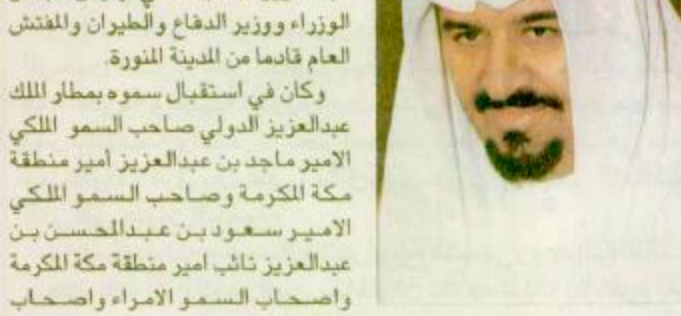 الوزراء ووزير الدفاع والطيران والمفتش
العام قادما من المدينة المنورة.
وكان في استقبال سموه بمطار الملك
عبدالعزيز الدولي صاحب السمو الملكي
الامير ماجد بن عبدالعزيز أمير منطقة
مكة المكرمة وصاحب السمو الملكي
الامير سعود بن عبدالمحسن بن
عبدالعزيز نائب امير منطقة مكة المكرمة
واصحاب السمو الامراء واصحاب